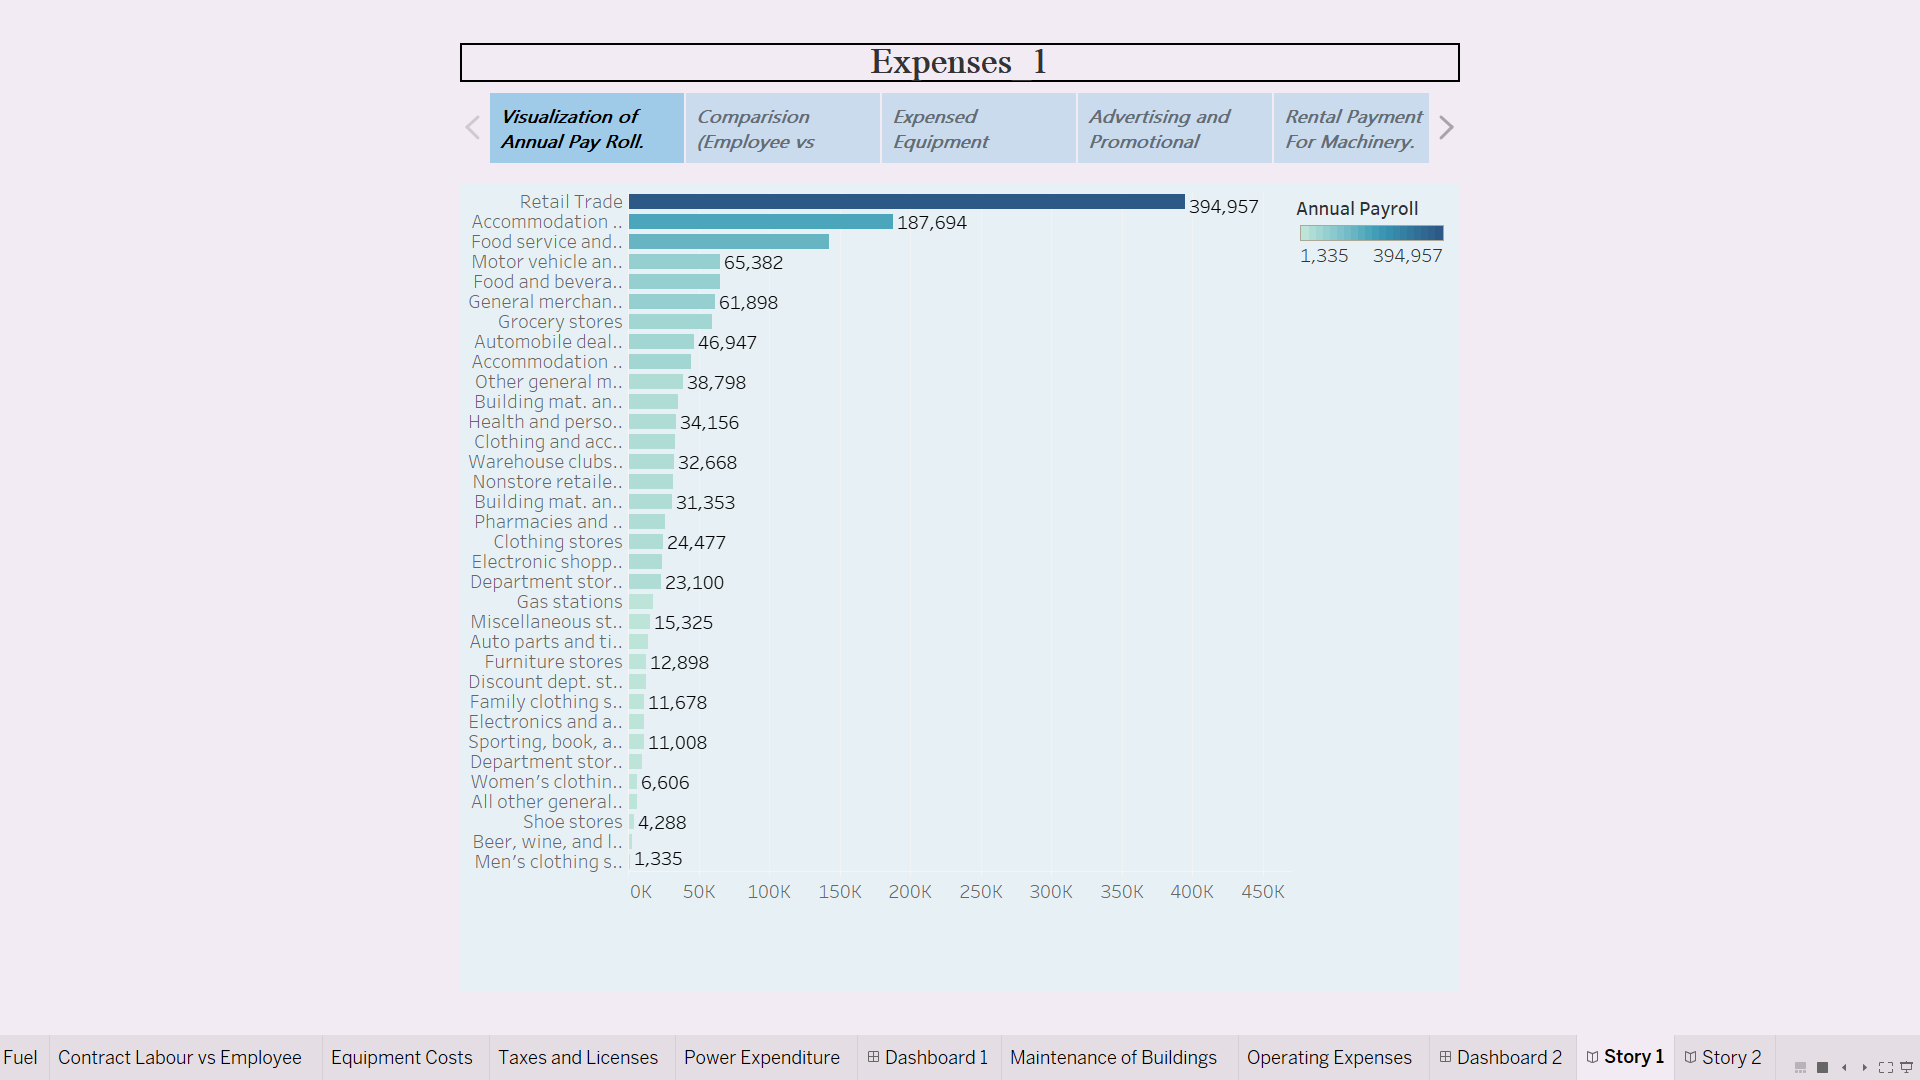 Expenses 1
Visualization of
Annual Pay Roll.
Comparision
(Employee vs
Expensed
Equipment
Advertising and
Promotional
Rental Payment
For Machinery.
Retail Trade 394,957
Accommodation .. 187,694
Food service and..
Motor vehicle an.. 65,382
Food and bevera..
General merchan.. 61,898
Grocery stores
Automobile deal.. 46,947
Accommodation ..
Other general m.. 38,798
Building mat. an..
Health and perso.. 34,156
Clothing and acc..
Warehouse clubs.. 32,668
Nonstore retaile..
Building mat. an.. 31,353
Pharmacies and ..
Clothing stores 24,477
Electronic shopp..
Department stor.. 23,100
Gas stations
Miscellaneous st.. 15,325
Auto parts and ti..
Furniture stores 12,898
Discount dept. st..
Family clothing s.. 11,678
Electronics and a..
Sporting, book, a.. 11,008
Department stor..
Women's clothin.. 6,606
All other general..
Shoe stores 4,288
Beer, wine, and l..
Men's clothing s.. 1,335
0K 50K 100K 150K 200K 250K 300K 350K 400K 450K
Annual Payroll
1,335 394,957
Fuel Contract Labour vs Employee Equipment Costs Taxes and Licenses Power Expenditure Dashboard 1 Maintenance of Buildings Operating Expenses Dashboard 2 Story 1 Story 2